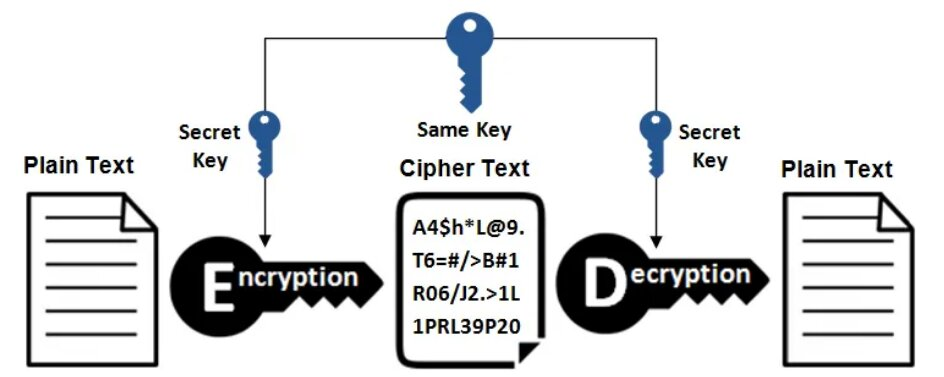 Same Key
Secret
Key
Secret
Key
Plain Text
Cipher Text
Plain Text
Encryption
A4$h*L@9.
T6=#/>B#1
R06/J2.>1L
1PRL39P20
Decryption